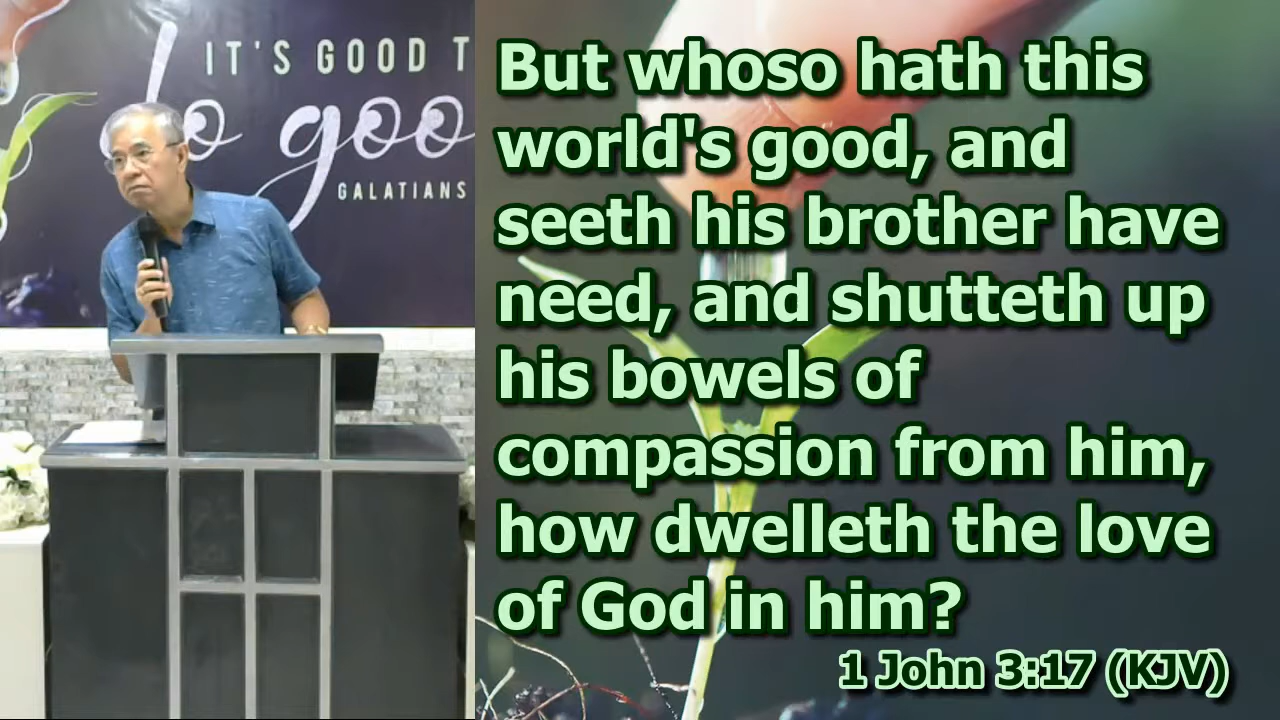 IT'S GOOD T
do goo
GALATIANS
But whoso hath this
world's good, and
seeth his brother have
need, and shutteth up
his bowels of
compassion from him,
how dwelleth the love
of God in him?
1 John 3:17 (KJV)